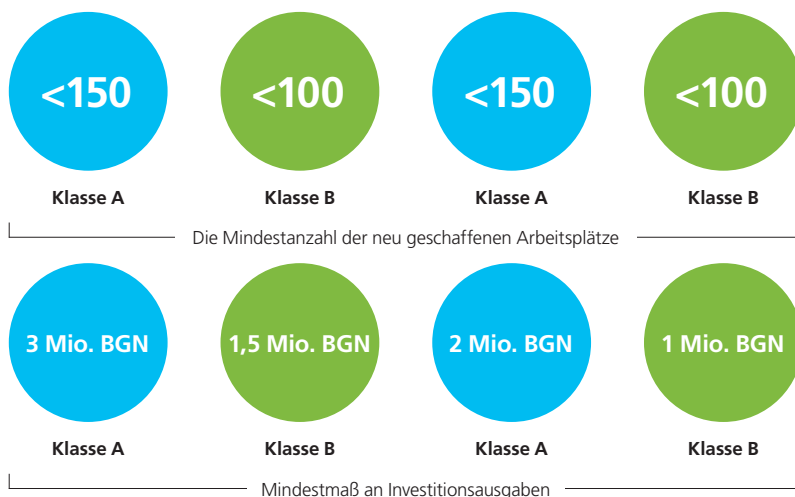 <150 <100 <150 <100
Klasse A Klasse B Klasse A Klasse B
Die Mindestanzahl der neu geschaffenen Arbeitsplätze
3 Mio. BGN 1,5 Mio. BGN 2 Mio. BGN 1 Mio. BGN
Klasse A Klasse B Klasse A Klasse B
Mindestmaß an Investitionsausgaben